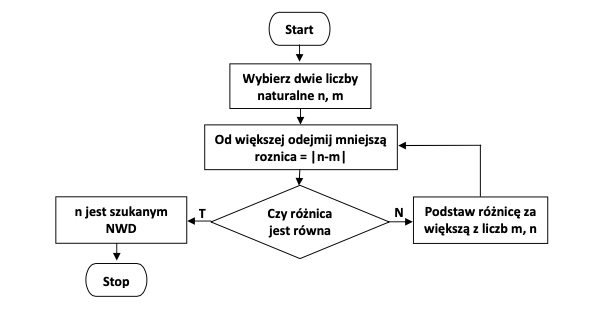 Start
Wybierz dwie liczby
naturalne n, m
Od większej odejmij mniejszą
roznica = |n-m|
Czy różnica
jest równa
T
N
n jest szukanym
NWD
Podstaw różnicę za
większą z liczb m, n
Stop